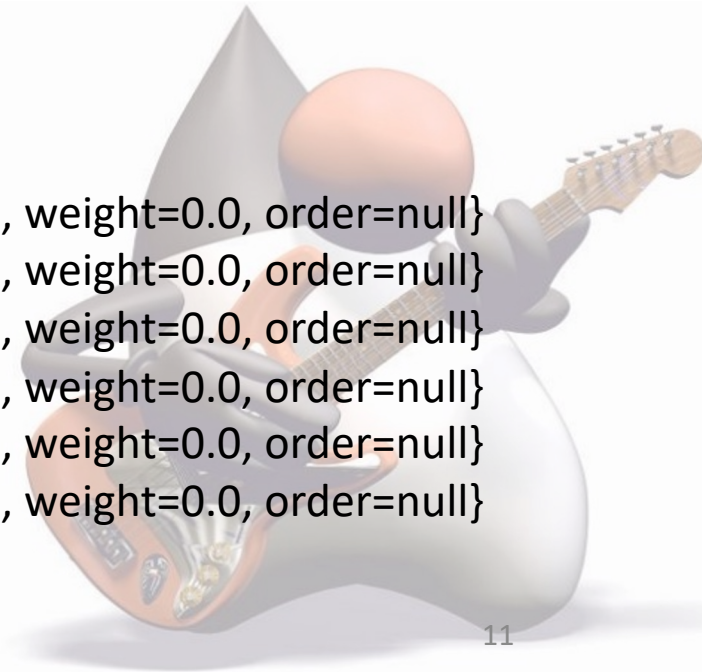 , weight=0.0, order=null}
, weight=0.0, order=null}
, weight=0.0, order=null}
, weight=0.0, order=null}
, weight=0.0, order=null}
, weight=0.0, order=null}
11